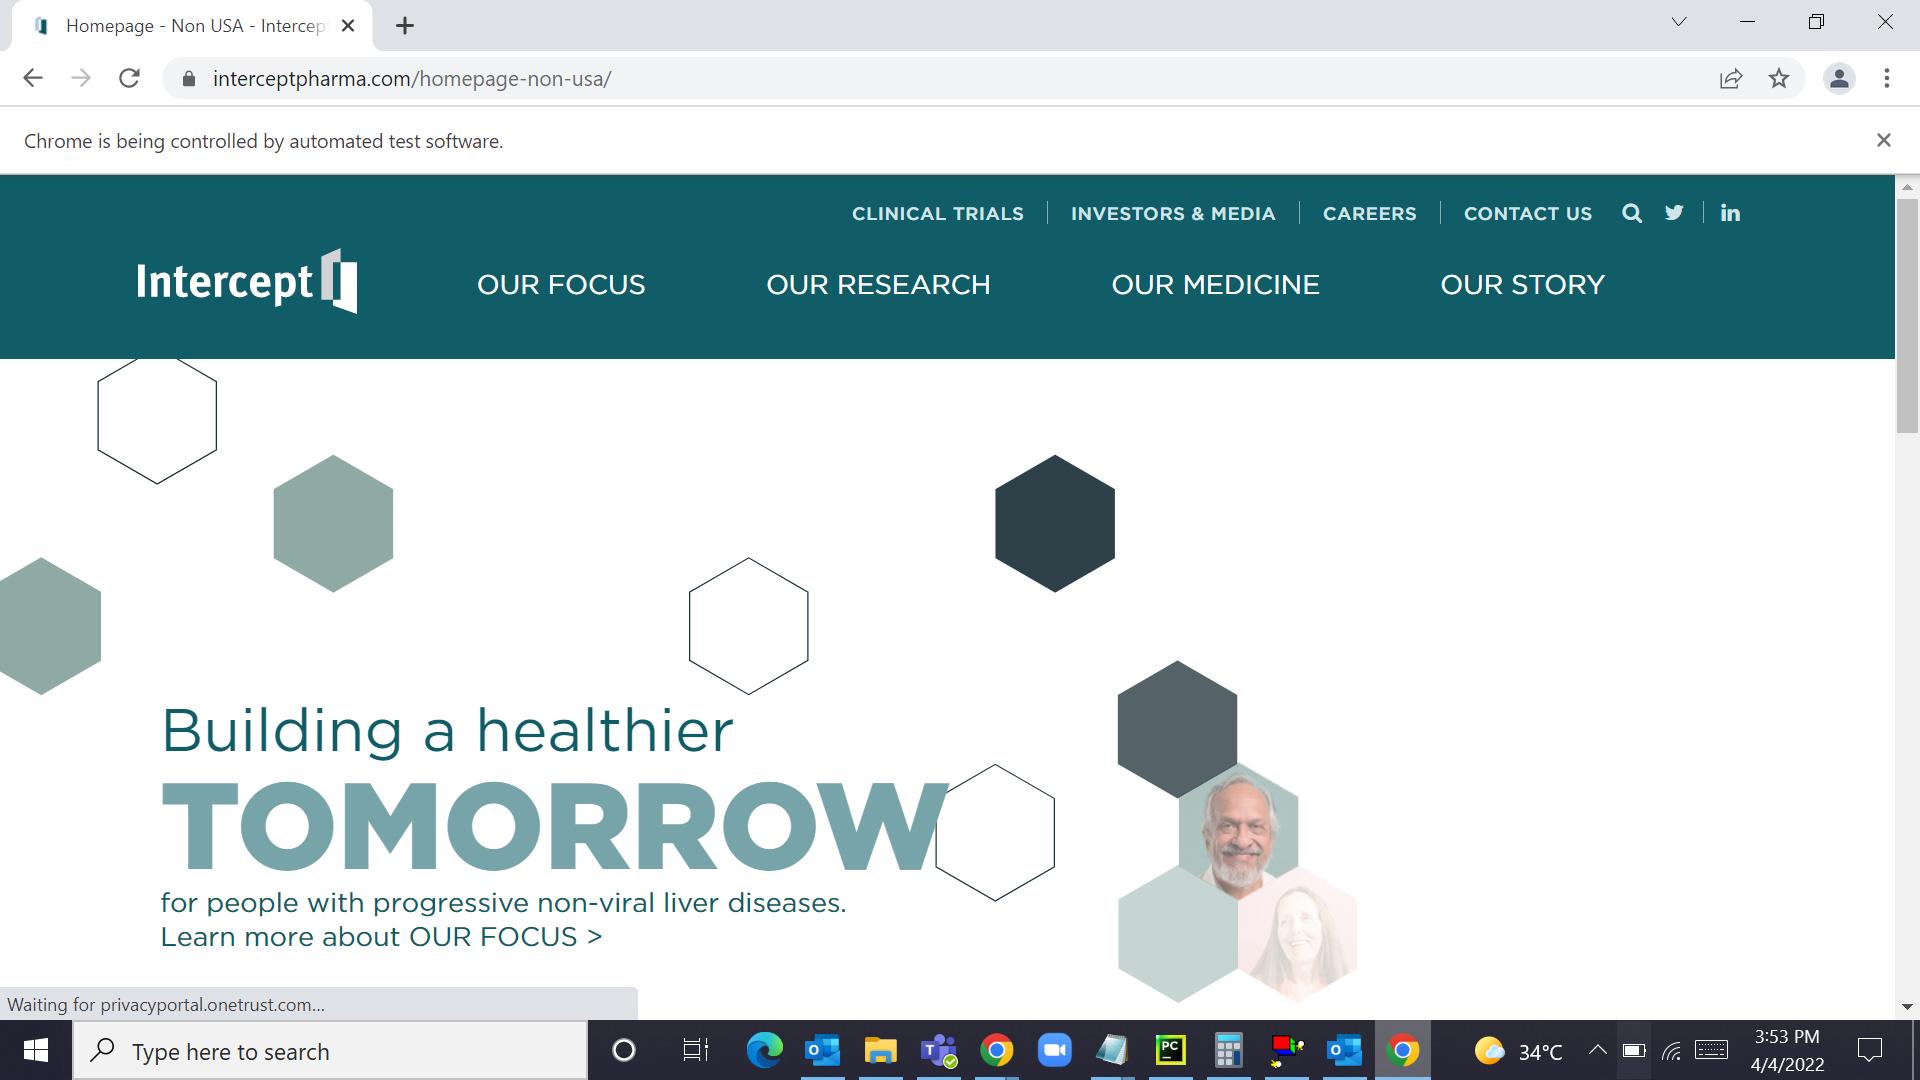 Homepage - Non USA - Intercep
interceptpharma.com/homepage-non-usa/
Chrome is being controlled by automated test software.
CLINICAL TRIALS
INVESTORS & MEDIA
CAREERS
CONTACT US
in
Intercept
OUR FOCUS
OUR RESEARCH
OUR MEDICINE
OUR STORY
Building a healthier
TOMORROW
for people with progressive non-viral liver diseases.
Learn more about OUR FOCUS >
Waiting for privacyportal.onetrust.com...
Type here to search
PC
34°C
3:53 PM
4/4/2022